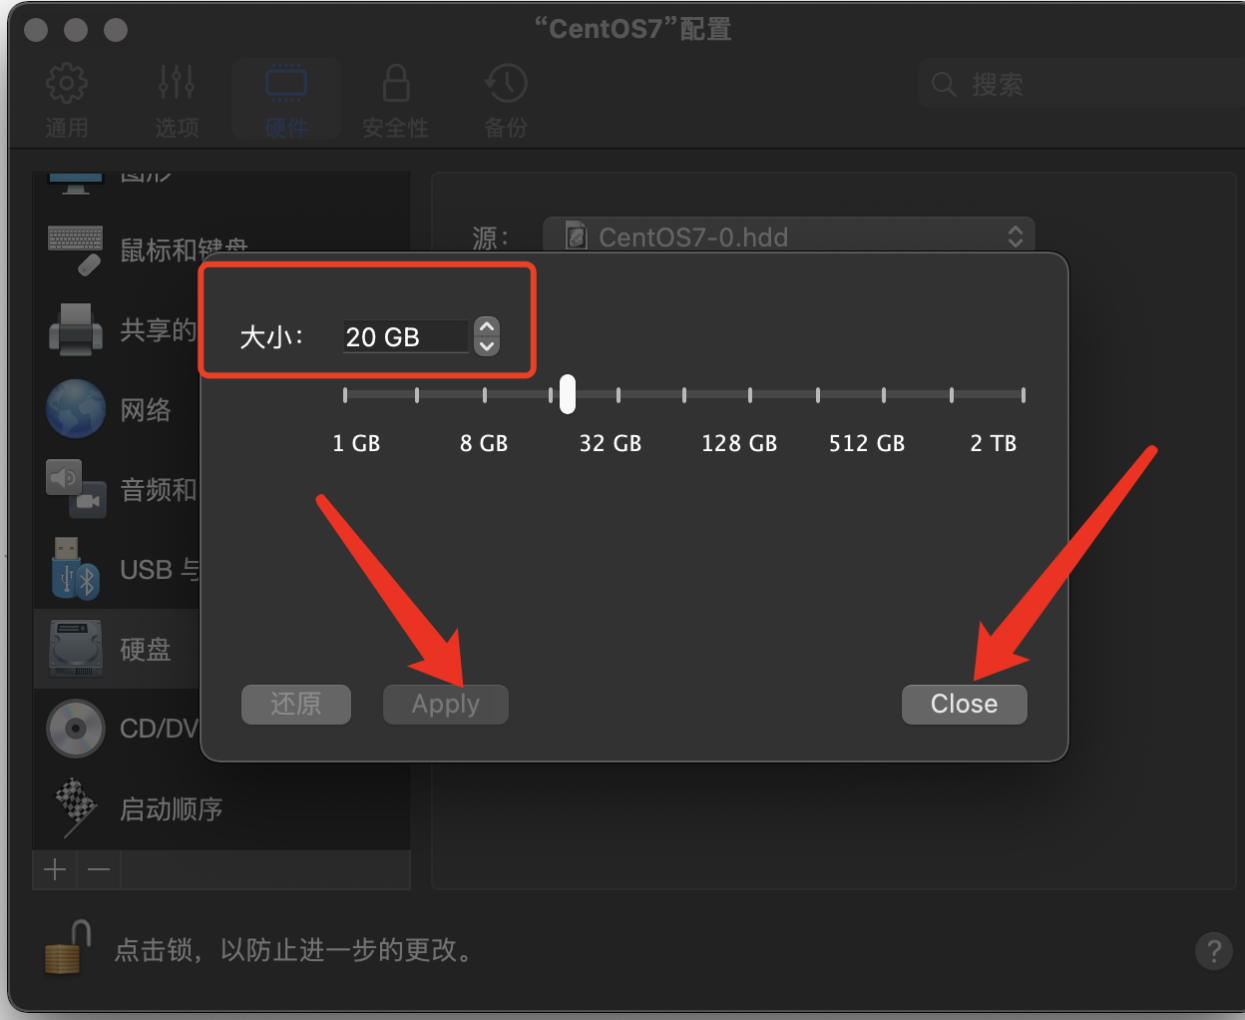 “CentOS7”配置
通用
选项
硬件
安全性
备份
搜索
图形
鼠标和键盘
源:
CentOS7-0.hdd
共享的
大小:
20 GB
网络
1 GB
8 GB
32 GB
128 GB
512 GB
2 TB
音频和
USB 与
硬盘
还原
Apply
Close
CD/DV
启动顺序
点击锁，以防止进一步的更改。
?